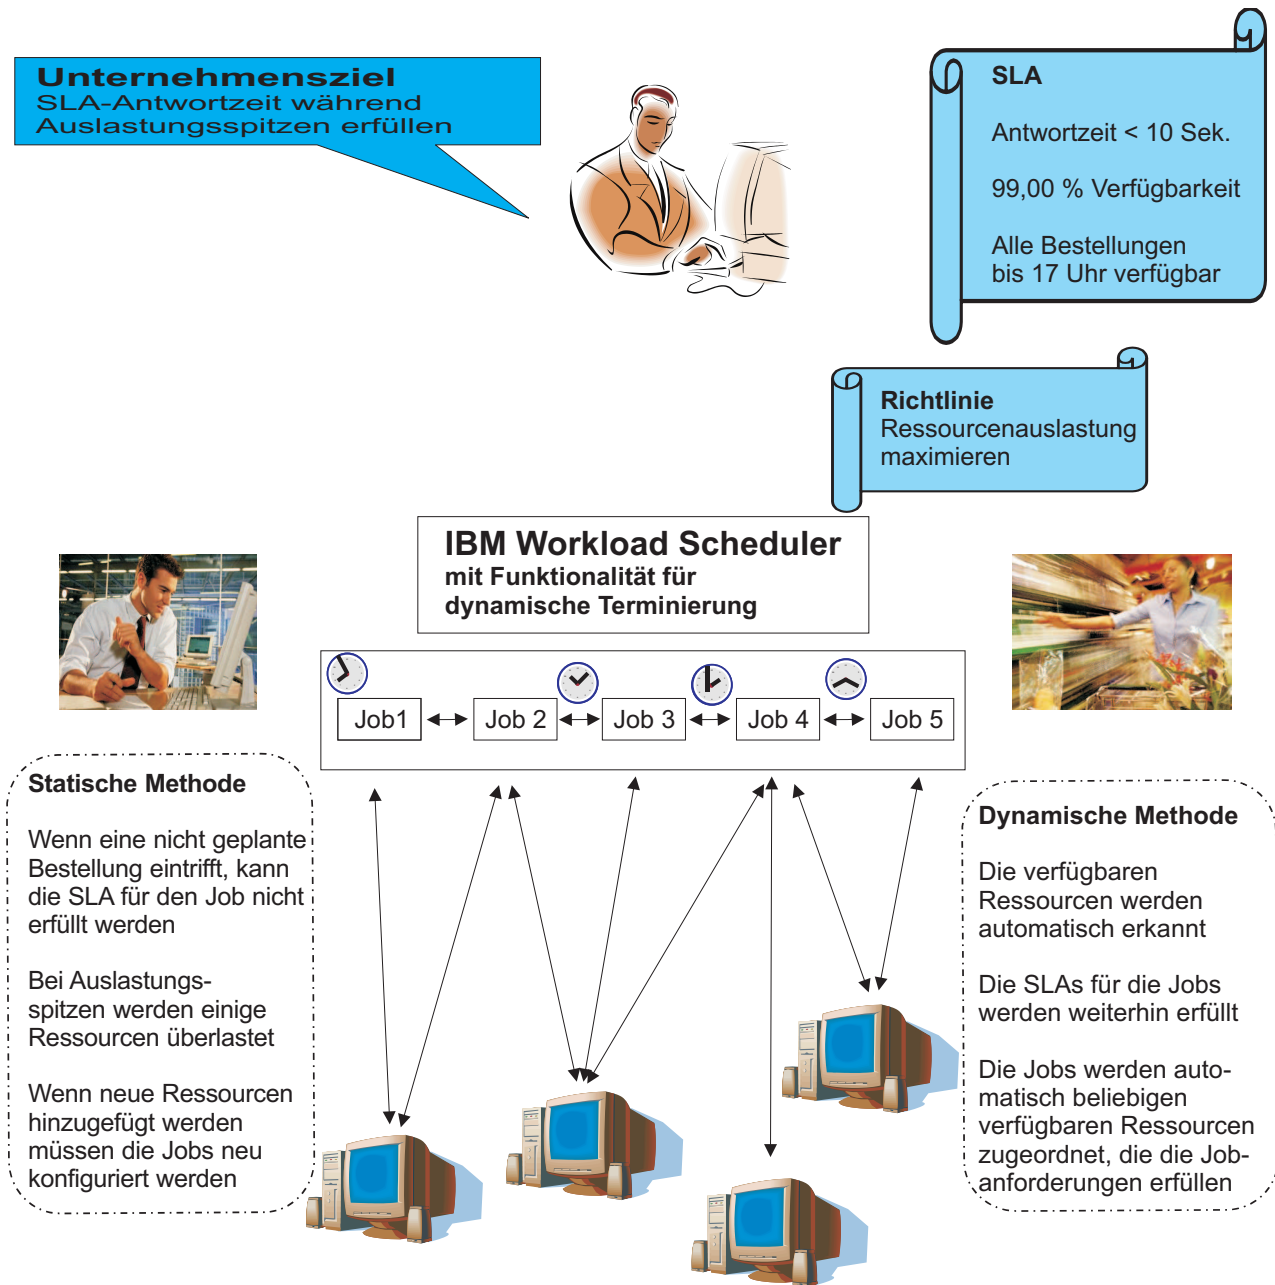 Unternehmensziel
SLA-Antwortzeit während
Auslastungsspitzen erfüllen
SLA
Antwortzeit < 10 Sek.
99,00 % Verfügbarkeit
Alle Bestellungen
bis 17 Uhr verfügbar
Richtlinie
Ressourcenauslastung
maximieren
IBM Workload Scheduler
mit Funktionalität für
dynamische Terminierung
Job1
Job 2
Job 3
Job 4
Job 5
Statische Methode
Wenn eine nicht geplante
Bestellung eintrifft, kann
die SLA für den Job nicht
erfüllt werden
Bei Auslastungs-
spitzen werden einige
Ressourcen überlastet
Wenn neue Ressourcen
hinzugefügt werden
müssen die Jobs neu
konfiguriert werden
Dynamische Methode
Die verfügbaren
Ressourcen werden
automatisch erkannt
Die SLAs für die Jobs
werden weiterhin erfüllt
Die Jobs werden auto-
matisch beliebigen
verfügbaren Ressourcen
zugeordnet, die die Job-
anforderungen erfüllen